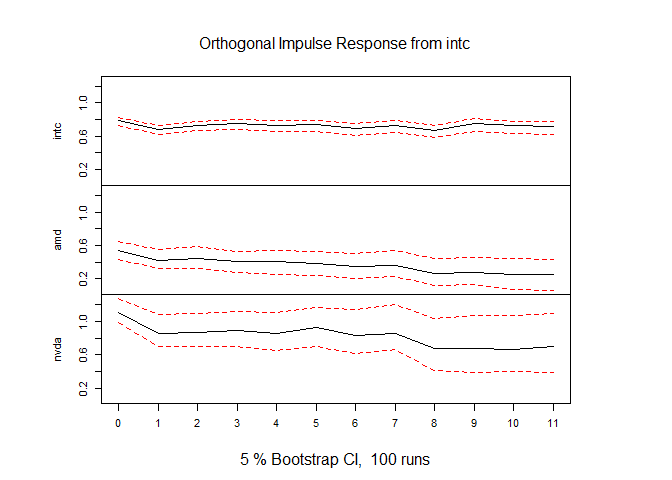 Orthogonal Impulse Response from intc
intc
0.2 0.6 1.0
amd
0.2 0.6 1.0
nvda
0.2 0.6 1.0
0 1 2 3 4 5 6 7 8 9 10 11
5 % Bootstrap CI, 100 runs